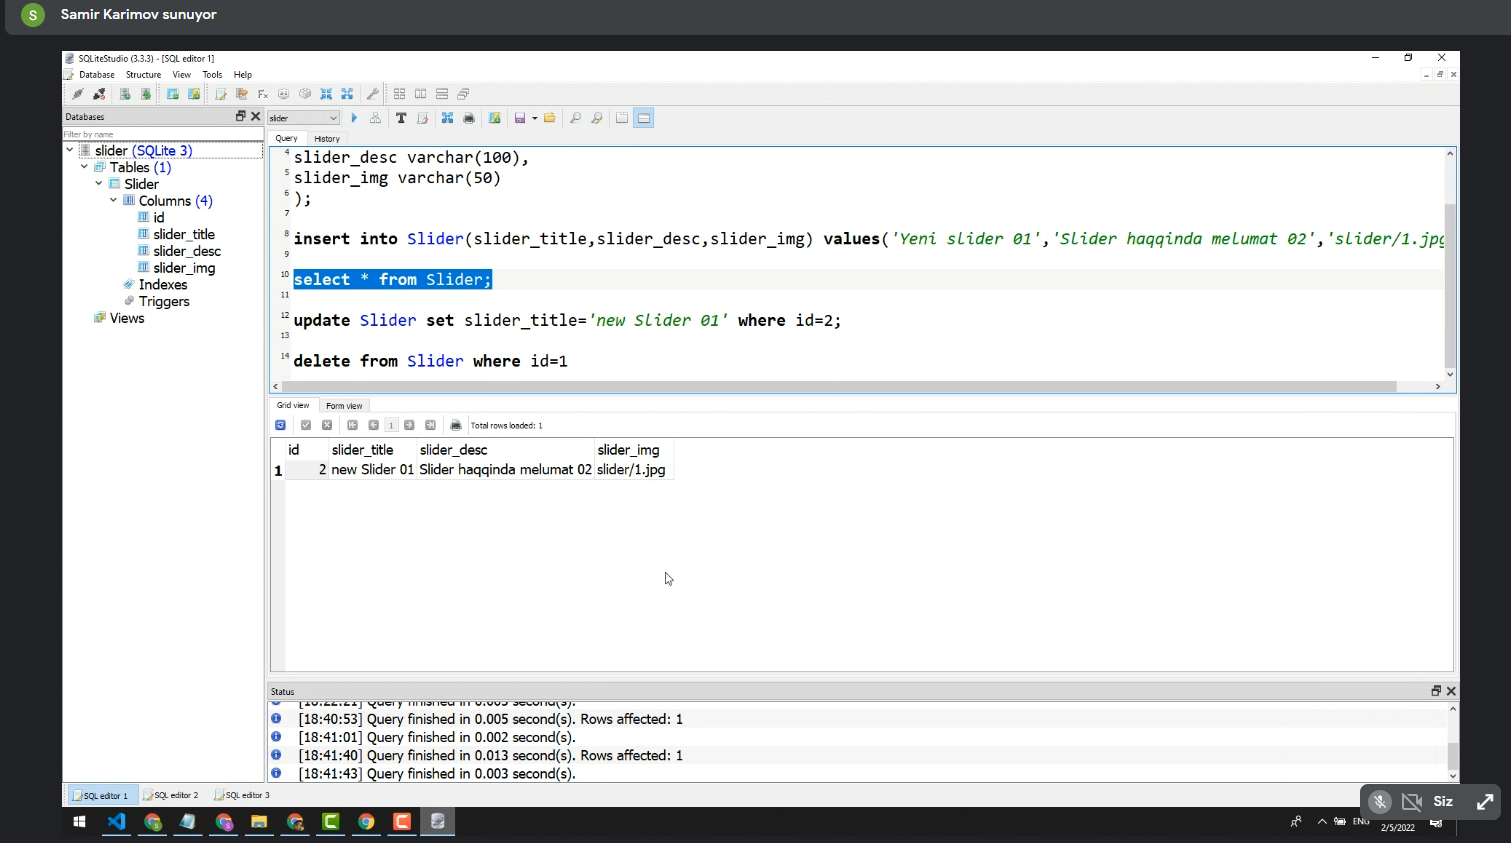 S
Samir Karimov sunuyor
SQLiteStudio (3.3.3) - [SQL editor 1]
Database Structure View Tools Help
Databases
Filter by name
slider (SQLite 3)
Tables (1)
Slider
Columns (4)
id
slider_title
slider_desc
slider_img
Indexes
Triggers
Views
slider
Query History
4 slider_desc varchar(100),
5 slider_img varchar(50)
6 );
7
8 insert into Slider(slider_title,slider_desc,slider_img) values('Yeni slider 01','Slider haqqinda melumat 02','slider/1.jpg
9
10 select * from Slider;
11
12 update Slider set slider_title='new Slider 01' where id=2;
13
14 delete from Slider where id=1
Grid view Form view
1 Total rows loaded: 1
id slider_title slider_desc slider_img
1 2 new Slider 01 Slider haqqinda melumat 02 slider/1.jpg
Status
Query finished in 0.003 second(s).
[18:40:53] Query finished in 0.005 second(s). Rows affected: 1
[18:41:01] Query finished in 0.002 second(s).
[18:41:40] Query finished in 0.013 second(s). Rows affected: 1
[18:41:43] Query finished in 0.003 second(s).
SQL editor 1 SQL editor 2 SQL editor 3
Siz
ENG
2/5/2022